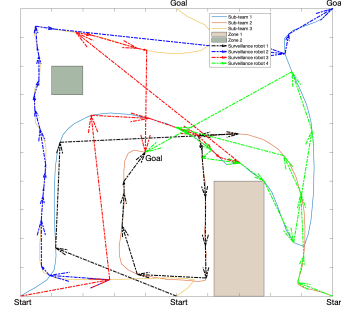 Goal
Goal
Sub-team 1
Sub-team 2
Sub-team 3
Zone 1
Zone 2
Surveillance robot 1
Surveillance robot 2
Surveillance robot 3
Surveillance robot 4
Goal
Start
Start
Start